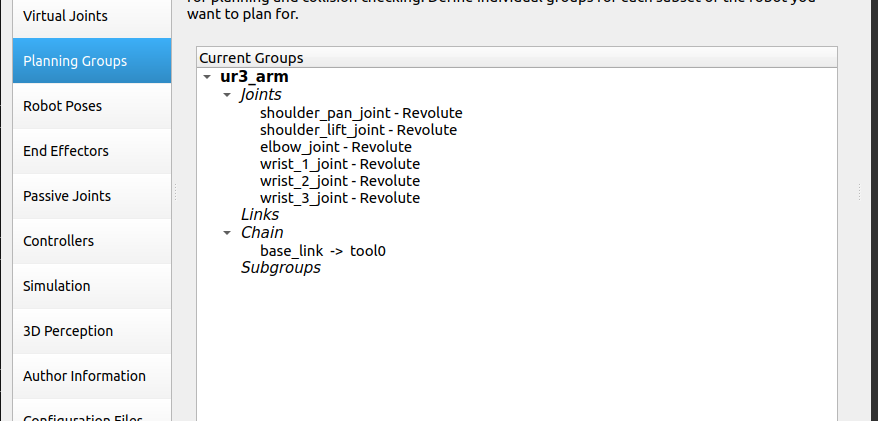 Virtual Joints
Planning Groups
Robot Poses
End Effectors
Passive Joints
Controllers
Simulation
3D Perception
Author Information
Configuration Files
for planning and collision checking. Define individual groups for each subset of the robot you
want to plan for.
Current Groups
ur3_arm
Joints
shoulder_pan_joint - Revolute
shoulder_lift_joint - Revolute
elbow_joint - Revolute
wrist_1_joint - Revolute
wrist_2_joint - Revolute
wrist_3_joint - Revolute
Links
Chain
base_link -> tool0
Subgroups